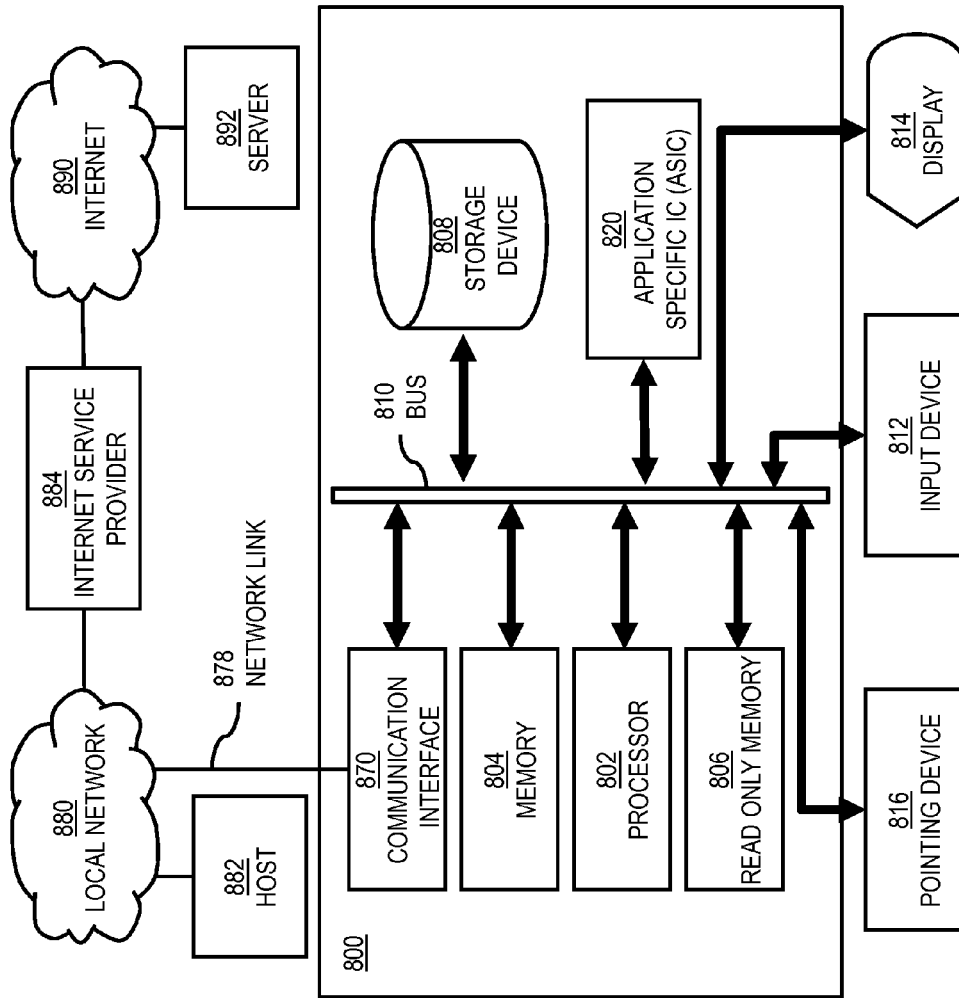 880
LOCAL NETWORK
884
INTERNET SERVICE
PROVIDER
890
INTERNET
882
HOST
878
NETWORK LINK
892
SERVER
800
870
COMMUNICATION
INTERFACE
804
MEMORY
802
PROCESSOR
806
READ ONLY MEMORY
810
BUS
808
STORAGE
DEVICE
820
APPLICATION
SPECIFIC IC (ASIC)
816
POINTING DEVICE
812
INPUT DEVICE
814
DISPLAY